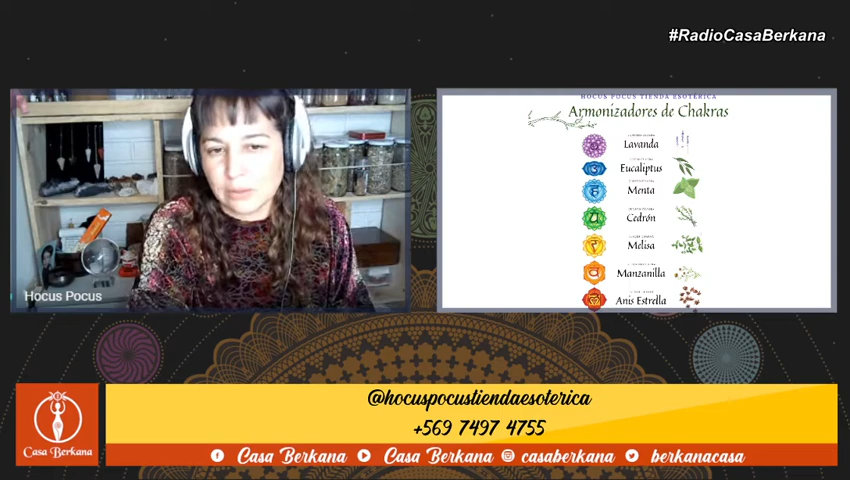 #RadioCasaBerkana
HOCUS POCUS TIENDA ESOTÉRICA
Armonizadores de Chakras
Lavanda
Eucaliptus
Menta
Cedrón
Melisa
Manzanilla
Anis Estrella
Hocus Pocus
@hocuspocustiendaesoterica
+569 7497 4755
Casa Berkana
Casa Berkana Casa Berkana casaberkana berkanacasa